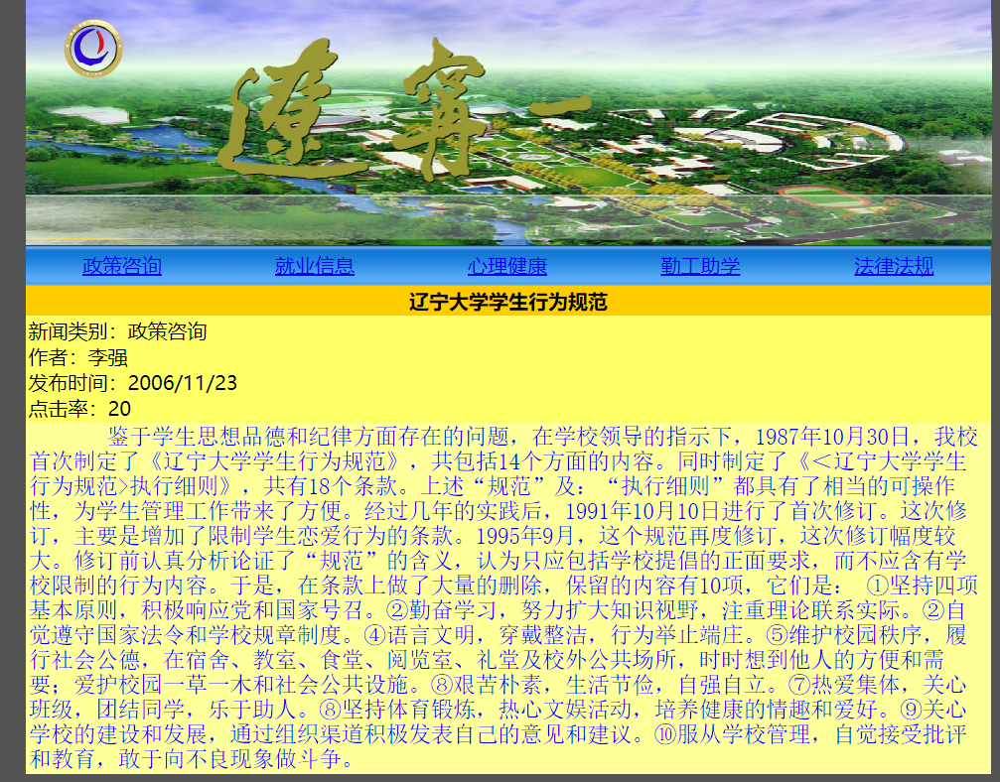 遼寧一
政策咨询 就业信息 心理健康 勤工助学 法律法规
辽宁大学学生行为规范
新闻类别：政策咨询
作者：李强
发布时间：2006/11/23
点击率：20
鉴于学生思想品德和纪律方面存在的问题，在学校领导的指示下，1987年10月30日，我校
首次制定了《辽宁大学学生行为规范》，共包括14个方面的内容。同时制定了《＜辽宁大学学生
行为规范>执行细则》，共有18个条款。上述“规范”及：“执行细则”都具有了相当的可操作
性，为学生管理工作带来了方便。经过几年的实践后，1991年10月10日进行了首次修订。这次修
订，主要是增加了限制学生恋爱行为的条款。1995年9月，这个规范再度修订，这次修订幅度较
大。修订前认真分析论证了“规范”的含义，认为只应包括学校提倡的正面要求，而不应含有学
校限制的行为内容。于是，在条款上做了大量的删除，保留的内容有10项，它们是： ①坚持四项
基本原则，积极响应党和国家号召。②勤奋学习，努力扩大知识视野，注重理论联系实际。②自
觉遵守国家法令和学校规章制度。④语言文明，穿戴整洁，行为举止端庄。⑤维护校园秩序，履
行社会公德，在宿舍、教室、食堂、阅览室、礼堂及校外公共场所，时时想到他人的方便和需
要；爱护校园一草一木和社会公共设施。⑧艰苦朴素，生活节俭，自强自立。⑦热爱集体，关心
班级，团结同学，乐于助人。⑧坚持体育锻炼，热心文娱活动，培养健康的情趣和爱好。⑨关心
学校的建设和发展，通过组织渠道积极发表自己的意见和建议。⑩服从学校管理，自觉接受批评
和教育，敢于向不良现象做斗争。